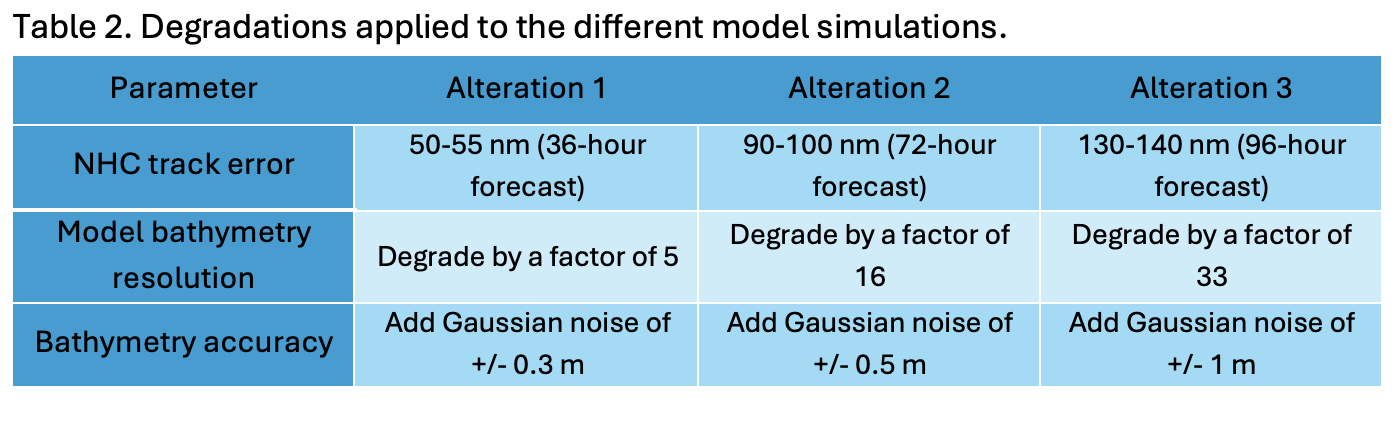 Table 2. Degradations applied to the different model simulations.
Parameter Alteration 1 Alteration 2 Alteration 3
NHC track error 50-55 nm (36-hour forecast) 90-100 nm (72-hour forecast) 130-140 nm (96-hour forecast)
Model bathymetry resolution Degrade by a factor of 5 Degrade by a factor of 16 Degrade by a factor of 33
Bathymetry accuracy Add Gaussian noise of +/- 0.3 m Add Gaussian noise of +/- 0.5 m Add Gaussian noise of +/- 1 m